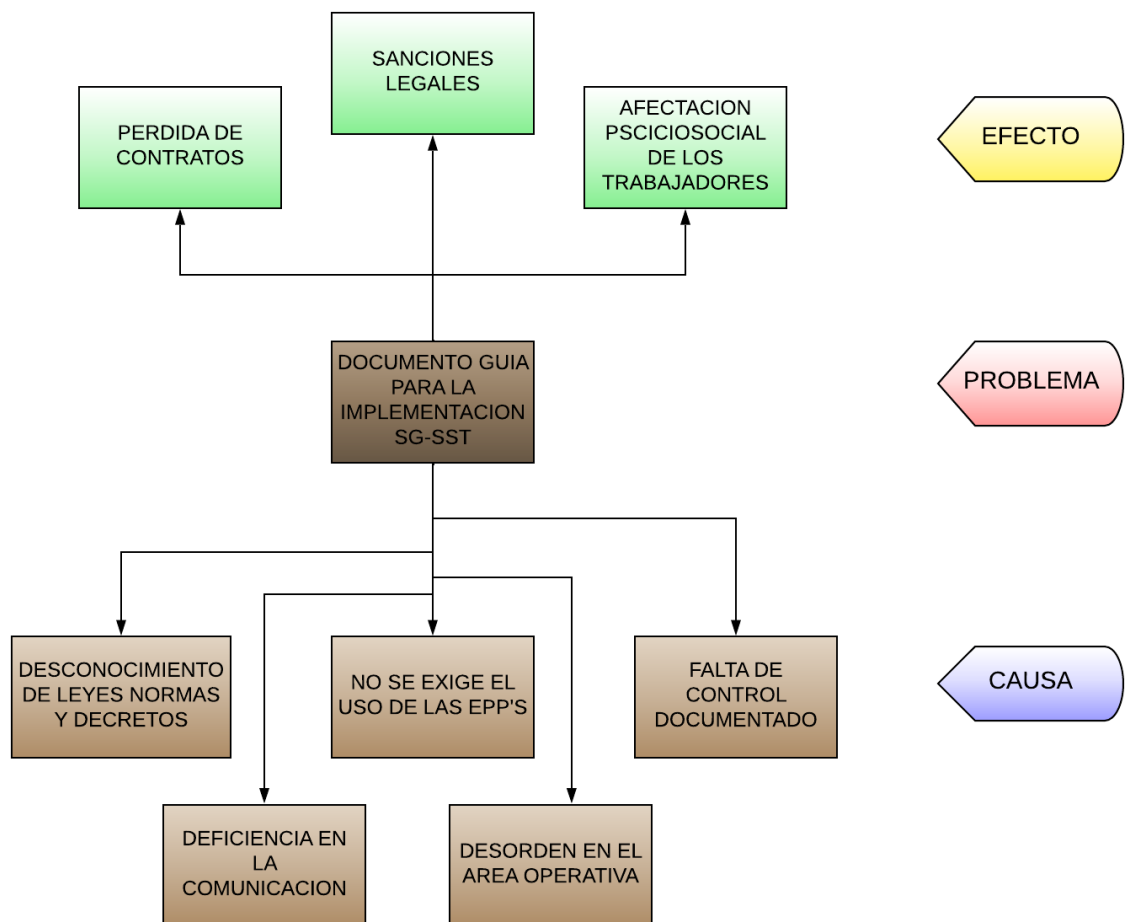 SANCIONES
LEGALES
PERDIDA DE
CONTRATOS
AFECTACION
PSCICIOSOCIAL
DE LOS
TRABAJADORES
EFECTO
DOCUMENTO GUIA
PARA LA
IMPLEMENTACION
SG-SST
PROBLEMA
DESCONOCIMIENTO
DE LEYES NORMAS
Y DECRETOS
NO SE EXIGE EL
USO DE LAS EPP'S
FALTA DE
CONTROL
DOCUMENTADO
CAUSA
DEFICIENCIA EN
LA
COMUNICACION
DESORDEN EN EL
AREA OPERATIVA